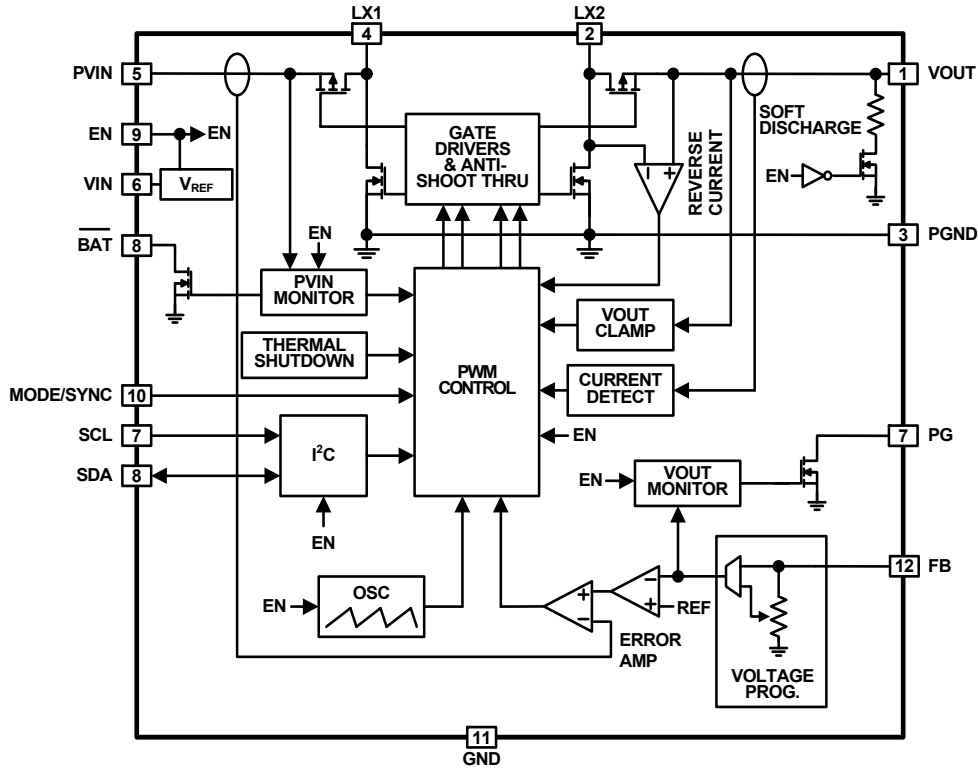 LX1
4
LX2
2
PVIN
5
1
VOUT
EN
9
EN
VIN
6
V_REF
GATE
DRIVERS
& ANTI-
SHOOT THRU
REVERSE
CURRENT
SOFT
DISCHARGE
EN
BAT
8
EN
3
PGND
PVIN
MONITOR
VOUT
CLAMP
THERMAL
SHUTDOWN
PWM
CONTROL
CURRENT
DETECT
MODE/SYNC
10
SCL
7
I²C
EN
7
PG
SDA
8
EN
VOUT
MONITOR
EN
12
FB
EN
OSC
+
−
−
+
REF
ERROR
AMP
VOLTAGE
PROG.
11
GND
− +